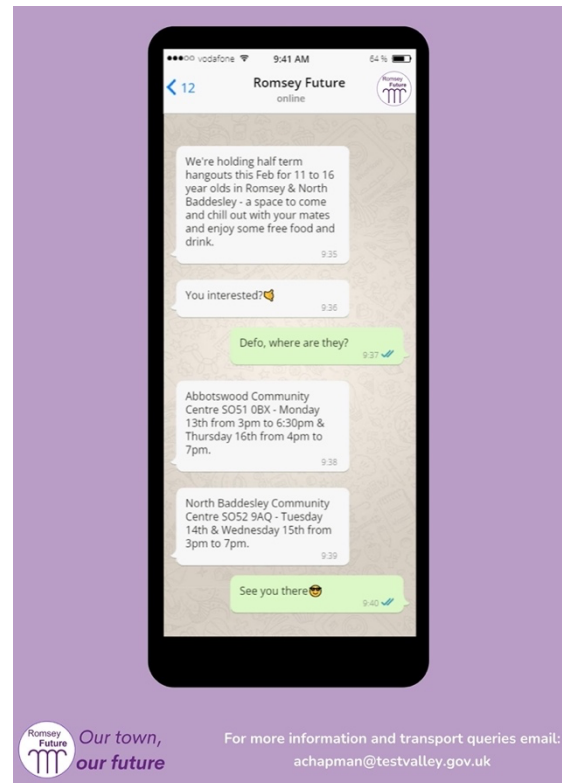 vodafone 9:41 AM 64 %
12 Romsey Future
online
Romsey
Future
We're holding half term
hangouts this Feb for 11 to 16
year olds in Romsey & North
Baddesley - a space to come
and chill out with your mates
and enjoy some free food and
drink.
9:35
You interested?🤙
9:36
Defo, where are they?
9:37
Abbotswood Community
Centre SO51 0BX - Monday
13th from 3pm to 6:30pm &
Thursday 16th from 4pm to
7pm.
9:38
North Baddesley Community
Centre SO52 9AQ - Tuesday
14th & Wednesday 15th from
3pm to 7pm.
9:39
See you there😎
9:40
Romsey
Future
Our town,
our future
For more information and transport queries email:
achapman@testvalley.gov.uk